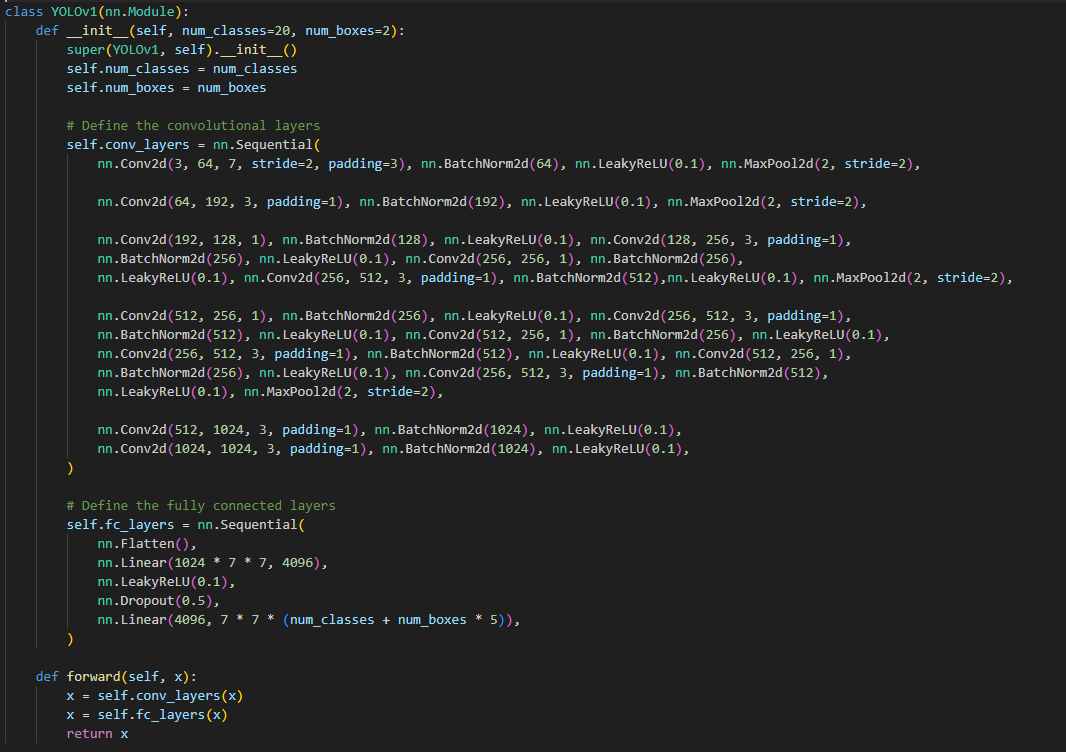 class YOLOv1(nn.Module):
    def __init__(self, num_classes=20, num_boxes=2):
        super(YOLOv1, self).__init__()
        self.num_classes = num_classes
        self.num_boxes = num_boxes

        # Define the convolutional layers
        self.conv_layers = nn.Sequential(
            nn.Conv2d(3, 64, 7, stride=2, padding=3), nn.BatchNorm2d(64), nn.LeakyReLU(0.1), nn.MaxPool2d(2, stride=2),

            nn.Conv2d(64, 192, 3, padding=1), nn.BatchNorm2d(192), nn.LeakyReLU(0.1), nn.MaxPool2d(2, stride=2),

            nn.Conv2d(192, 128, 1), nn.BatchNorm2d(128), nn.LeakyReLU(0.1), nn.Conv2d(128, 256, 3, padding=1),
            nn.BatchNorm2d(256), nn.LeakyReLU(0.1), nn.Conv2d(256, 256, 1), nn.BatchNorm2d(256),
            nn.LeakyReLU(0.1), nn.Conv2d(256, 512, 3, padding=1), nn.BatchNorm2d(512),nn.LeakyReLU(0.1), nn.MaxPool2d(2, stride=2),

            nn.Conv2d(512, 256, 1), nn.BatchNorm2d(256), nn.LeakyReLU(0.1), nn.Conv2d(256, 512, 3, padding=1),
            nn.BatchNorm2d(512), nn.LeakyReLU(0.1), nn.Conv2d(512, 256, 1), nn.BatchNorm2d(256), nn.LeakyReLU(0.1),
            nn.Conv2d(256, 512, 3, padding=1), nn.BatchNorm2d(512), nn.LeakyReLU(0.1), nn.Conv2d(512, 256, 1),
            nn.BatchNorm2d(256), nn.LeakyReLU(0.1), nn.Conv2d(256, 512, 3, padding=1), nn.BatchNorm2d(512),
            nn.LeakyReLU(0.1), nn.MaxPool2d(2, stride=2),

            nn.Conv2d(512, 1024, 3, padding=1), nn.BatchNorm2d(1024), nn.LeakyReLU(0.1),
            nn.Conv2d(1024, 1024, 3, padding=1), nn.BatchNorm2d(1024), nn.LeakyReLU(0.1),
        )

        # Define the fully connected layers
        self.fc_layers = nn.Sequential(
            nn.Flatten(),
            nn.Linear(1024 * 7 * 7, 4096),
            nn.LeakyReLU(0.1),
            nn.Dropout(0.5),
            nn.Linear(4096, 7 * 7 * (num_classes + num_boxes * 5)),
        )

    def forward(self, x):
        x = self.conv_layers(x)
        x = self.fc_layers(x)
        return x